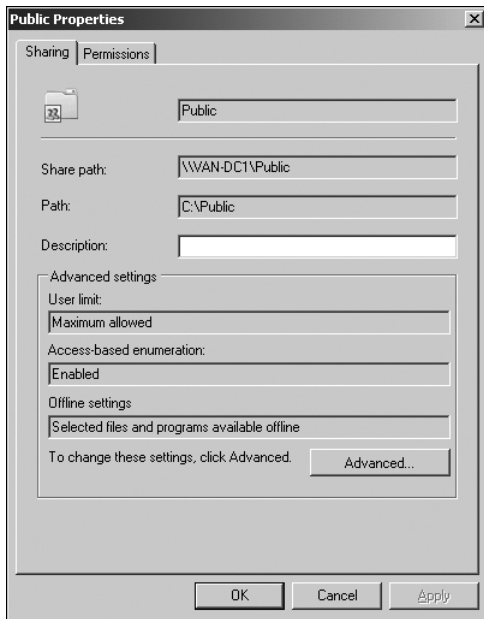 Public Properties
Sharing
Permissions
Public
Share path:
\\VAN-DC1\Public
Path:
C:\Public
Description:
Advanced settings
User limit:
Maximum allowed
Access-based enumeration:
Enabled
Offline settings
Selected files and programs available offline
To change these settings, click Advanced.
Advanced...
OK
Cancel
Apply